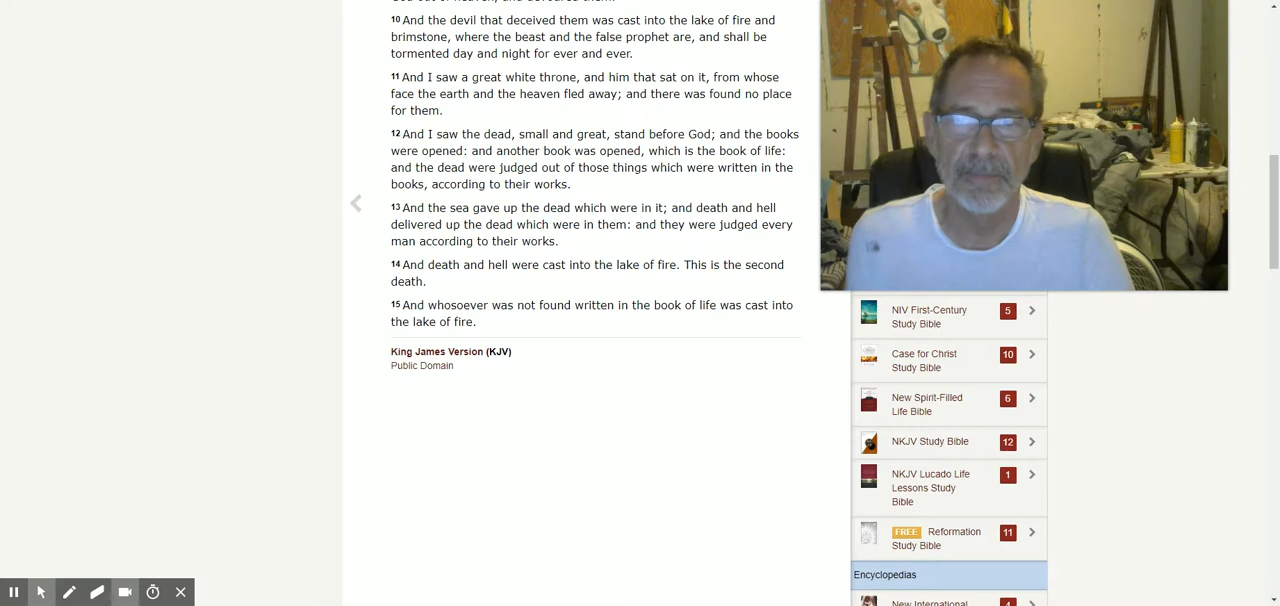 10 And the devil that deceived them was cast into the lake of fire and
brimstone, where the beast and the false prophet are, and shall be
tormented day and night for ever and ever.
11 And I saw a great white throne, and him that sat on it, from whose
face the earth and the heaven fled away; and there was found no place
for them.
12 And I saw the dead, small and great, stand before God; and the books
were opened: and another book was opened, which is the book of life:
and the dead were judged out of those things which were written in the
books, according to their works.
13 And the sea gave up the dead which were in it; and death and hell
delivered up the dead which were in them: and they were judged every
man according to their works.
14 And death and hell were cast into the lake of fire. This is the second
death.
15 And whosoever was not found written in the book of life was cast into
the lake of fire.
King James Version (KJV)
Public Domain
NIV First-Century 5
Study Bible
Case for Christ 10
Study Bible
New Spirit-Filled 6
Life Bible
NKJV Study Bible 12
NKJV Lucado Life 1
Lessons Study
Bible
FREE Reformation 11
Study Bible
Encyclopedias
New International